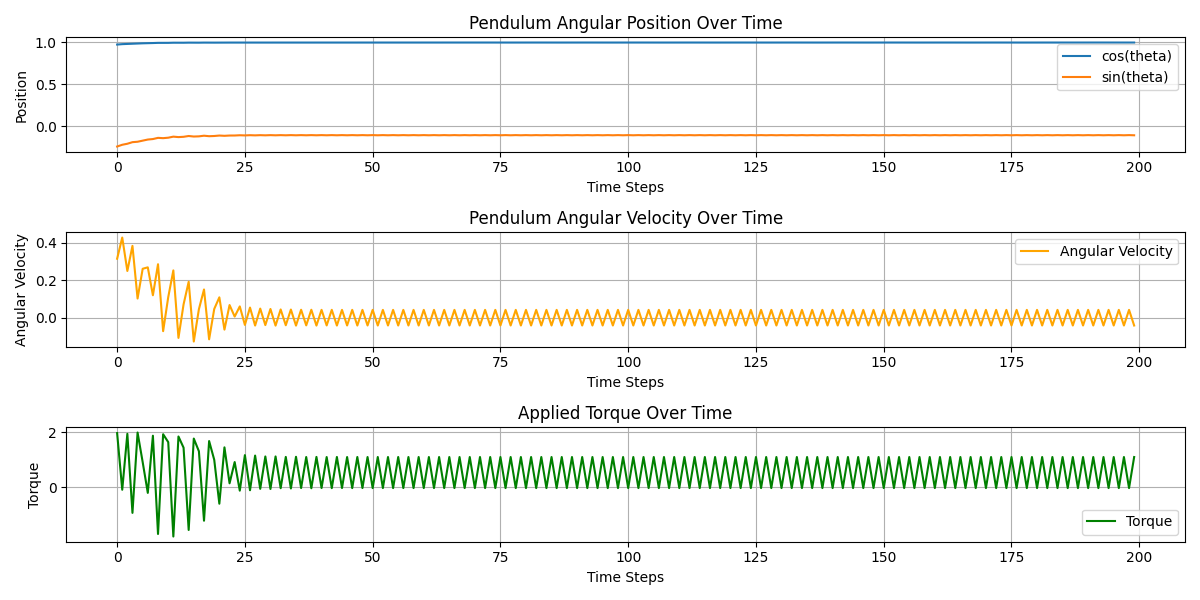 Pendulum Angular Position Over Time
1.0
0.5
0.0
Position
cos(theta)
sin(theta)
0 25 50 75 100 125 150 175 200
Time Steps
Pendulum Angular Velocity Over Time
0.4
0.2
0.0
Angular Velocity
Angular Velocity
0 25 50 75 100 125 150 175 200
Time Steps
Applied Torque Over Time
2
0
Torque
Torque
0 25 50 75 100 125 150 175 200
Time Steps